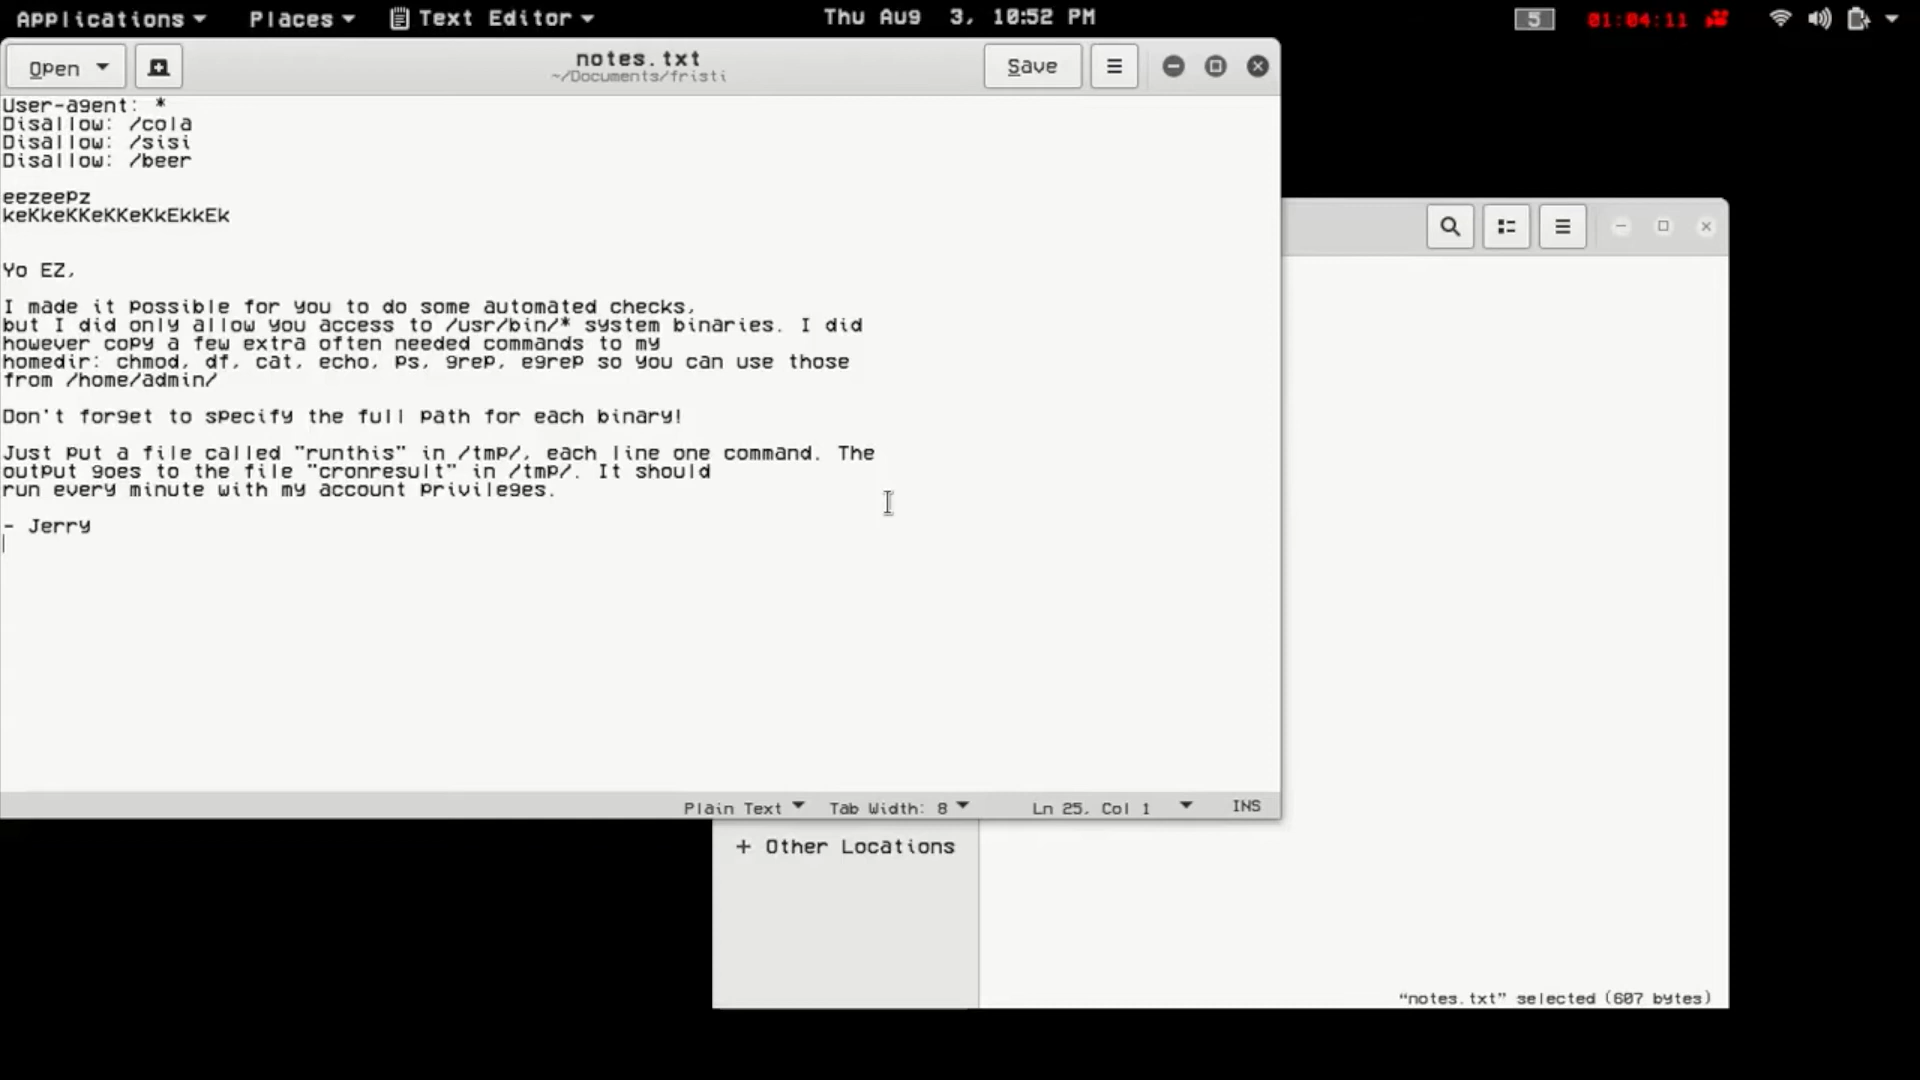 Applications Places Text Editor Thu Aug 3, 10:52 PM 5 01:04:11
Open notes.txt Save
~/Documents/fristi
User-agent: *
Disallow: /cola
Disallow: /sisi
Disallow: /beer
eezeepz
keKkeKKeKKeKkEkkEk
Yo EZ,
I made it possible for you to do some automated checks,
but I did only allow you access to /usr/bin/* system binaries. I did
however copy a few extra often needed commands to my
homedir: chmod, df, cat, echo, ps, grep, egrep so you can use those
from /home/admin/
Don't forget to specify the full path for each binary!
Just put a file called "runthis" in /tmp/, each line one command. The
output goes to the file "cronresult" in /tmp/. It should
run every minute with my account privileges.
- Jerry
Plain Text Tab Width: 8 Ln 25, Col 1 INS
+ Other Locations
“notes.txt” selected (607 bytes)